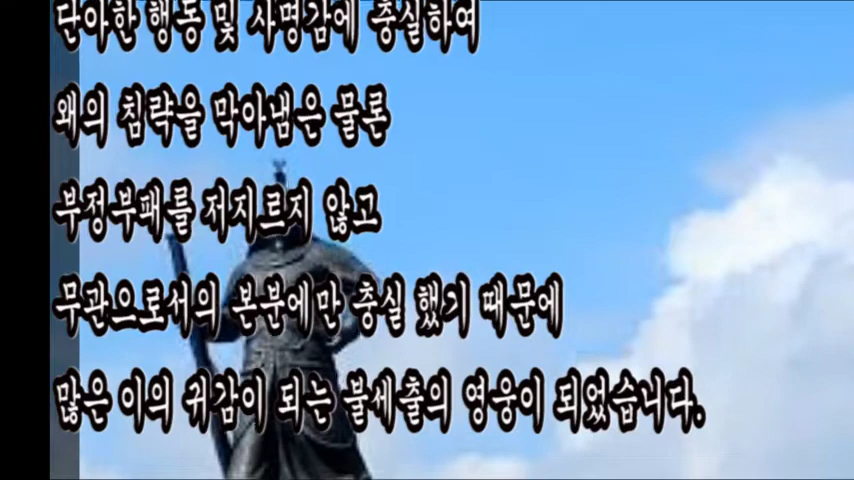 단아한 행동 및 사명감에 충실하여
왜의 침략을 막아냄은 물론
부정부패를 저지르지 않고
무관으로서의 본분에만 충실 했기 때문에
많은 이의 귀감이 되는 불세출의 영웅이 되었습니다.